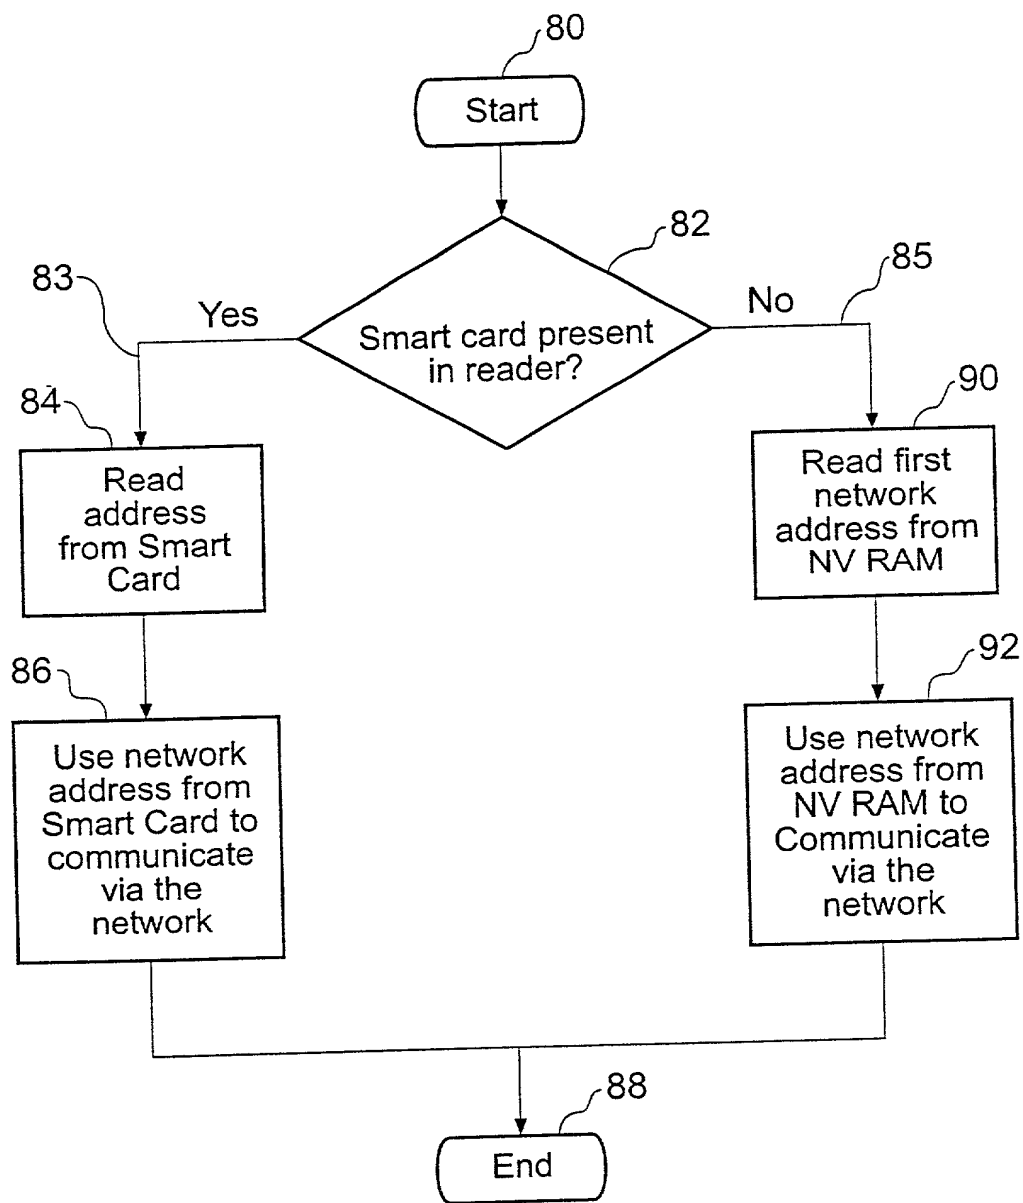 80
Start
82
83
85
Yes
No
Smart card present
in reader?
84
90
Read
address
from Smart
Card
Read first
network
address from
NV RAM
86
92
Use network
address from
Smart Card to
communicate
via the
network
Use network
address from
NV RAM to
Communicate
via the
network
88
End